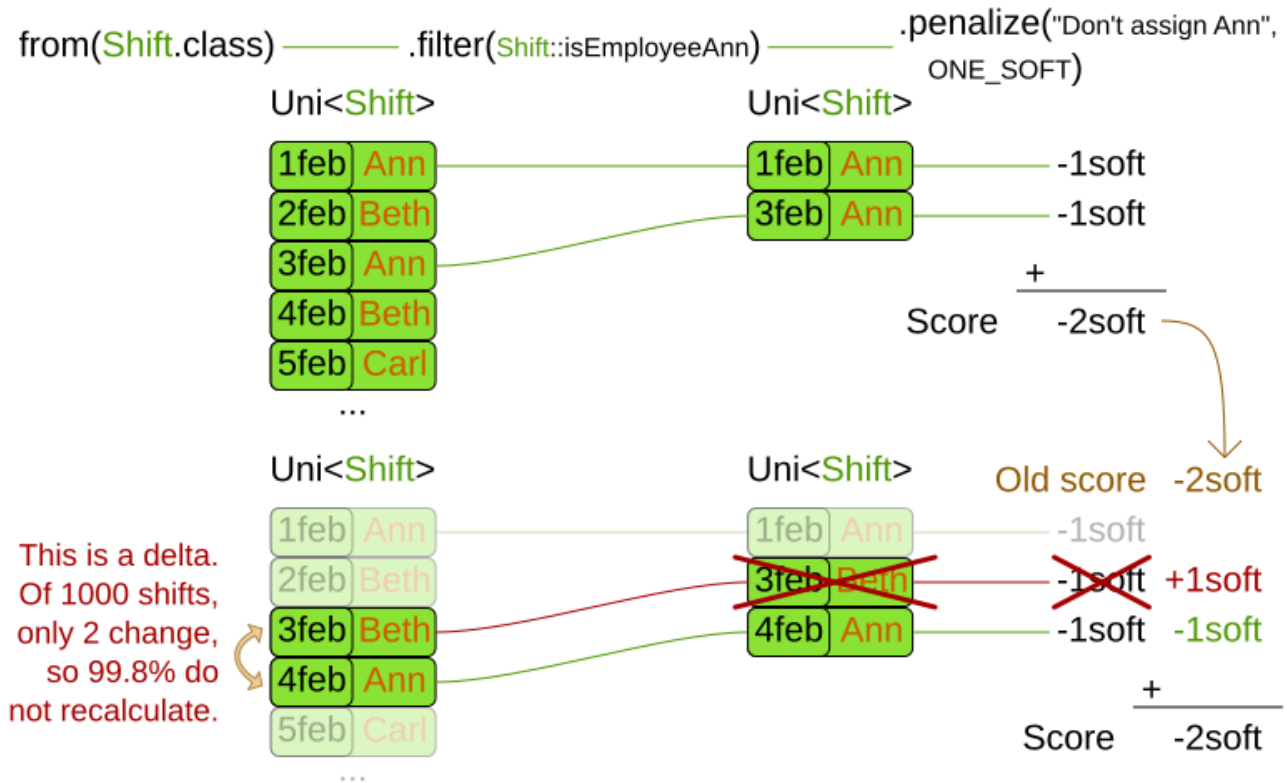 from(Shift.class) .filter(Shift::isEmployeeAnn) .penalize("Don't assign Ann",
ONE_SOFT)
Uni<Shift> Uni<Shift>
1feb Ann 1feb Ann -1soft
2feb Beth 3feb Ann -1soft
3feb Ann
+
4feb Beth Score -2soft
5feb Carl
...
Uni<Shift> Uni<Shift> Old score -2soft
1feb Ann 1feb Ann -1soft
This is a delta.
2feb Beth 3feb Beth -1soft +1soft
Of 1000 shifts,
only 2 change, 3feb Beth 4feb Ann -1soft -1soft
so 99.8% do 4feb Ann
+
not recalculate.
5feb Carl Score -2soft
...